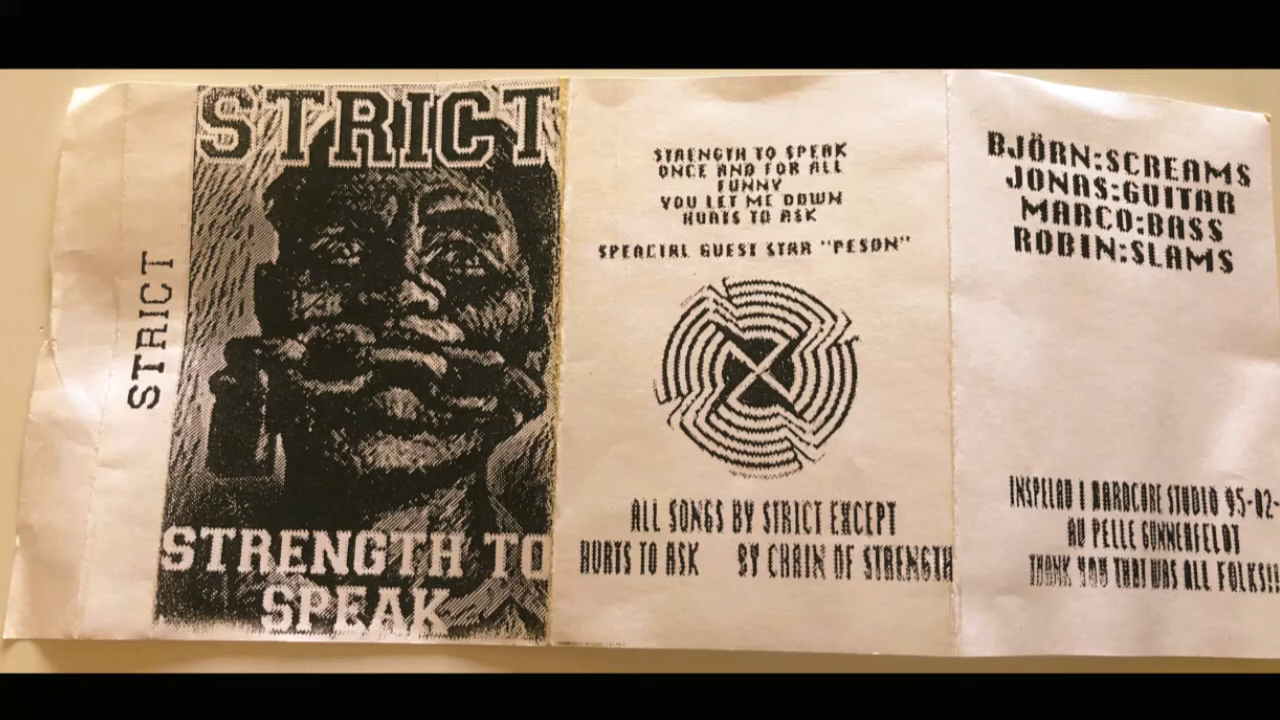 STRICT
STRICT
STRENGTH TO
SPEAK
STRENGTH TO SPEAK
ONCE AND FOR ALL
FUNNY
YOU LET ME DOWN
HURTS TO ASK
SPEACIAL GUEST STAR "PESON"
ALL SONGS BY STRICT EXCEPT
HURTS TO ASK BY CHAIN OF STRENGTH
BJÖRN:SCREAMS
JONAS:GUITAR
MARCO:BASS
ROBIN:SLAMS
INSPELAD I HARDCORE STUDIO 95-02-
AV PELLE GUNNERFELDT
THANK YOU THAT WAS ALL FOLKS!!